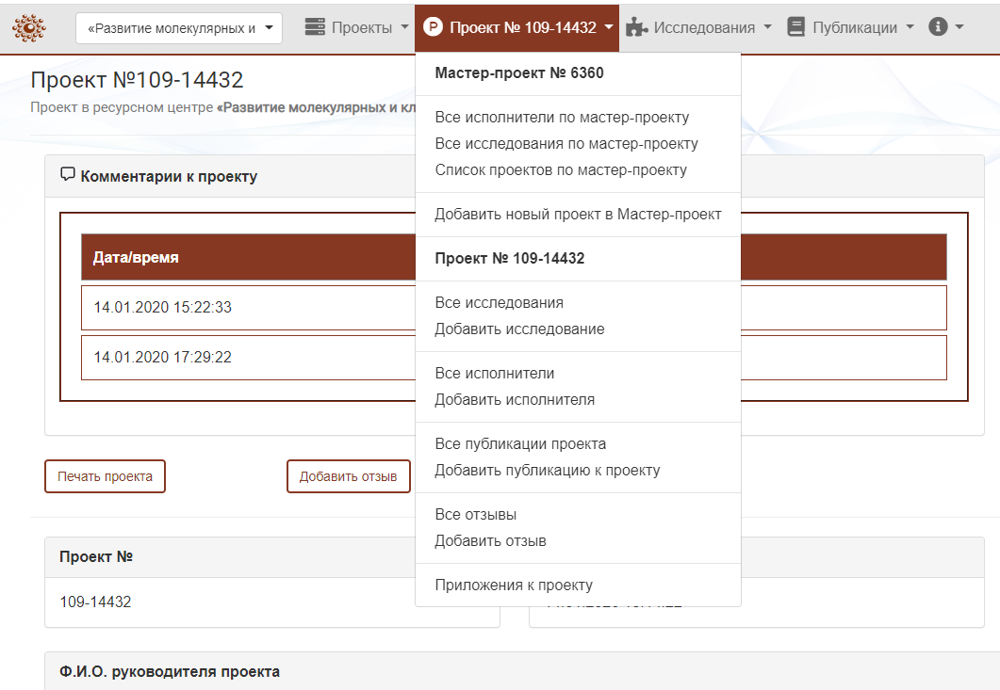 «Развитие молекулярных и
Проекты
Проект № 109-14432
Исследования
Публикации
Проект №109-14432
Проект в ресурсном центре «Развитие молекулярных и
Мастер-проект № 6360
Все исполнители по мастер-проекту
Все исследования по мастер-проекту
Список проектов по мастер-проекту
Добавить новый проект в Мастер-проект
Проект № 109-14432
Все исследования
Добавить исследование
Все исполнители
Добавить исполнителя
Все публикации проекта
Добавить публикацию к проекту
Все отзывы
Добавить отзыв
Приложения к проекту
Комментарии к проекту
Дата/время
14.01.2020 15:22:33
14.01.2020 17:29:22
Печать проекта
Добавить отзыв
Проект №
109-14432
Ф.И.О. руководителя проекта